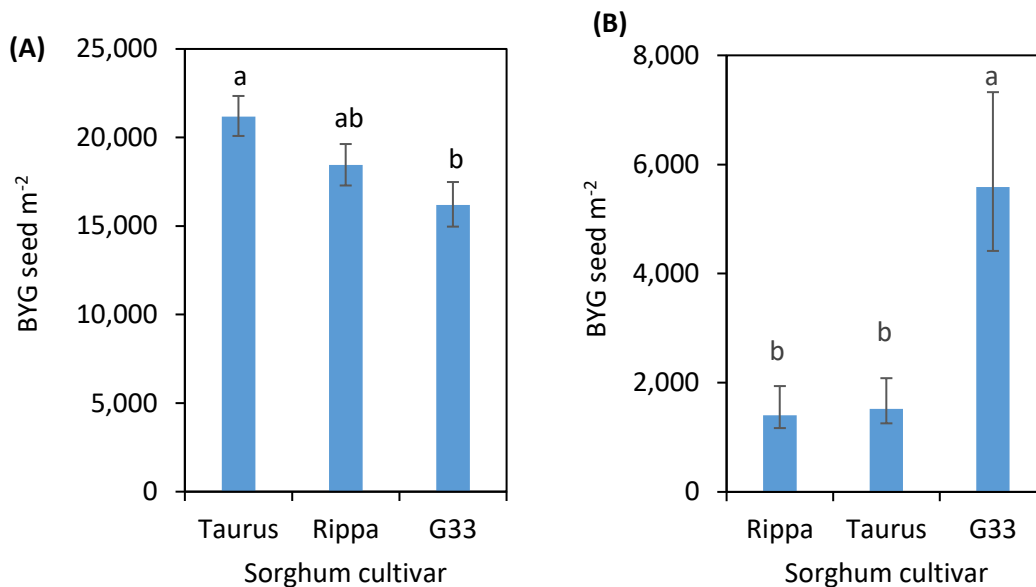 (A)
BYG seed m⁻²
25,000
20,000
15,000
10,000
5,000
0
a
ab
b
Taurus Rippa G33
Sorghum cultivar
(B)
BYG seed m⁻²
8,000
6,000
4,000
2,000
0
b
b
a
Rippa Taurus G33
Sorghum cultivar